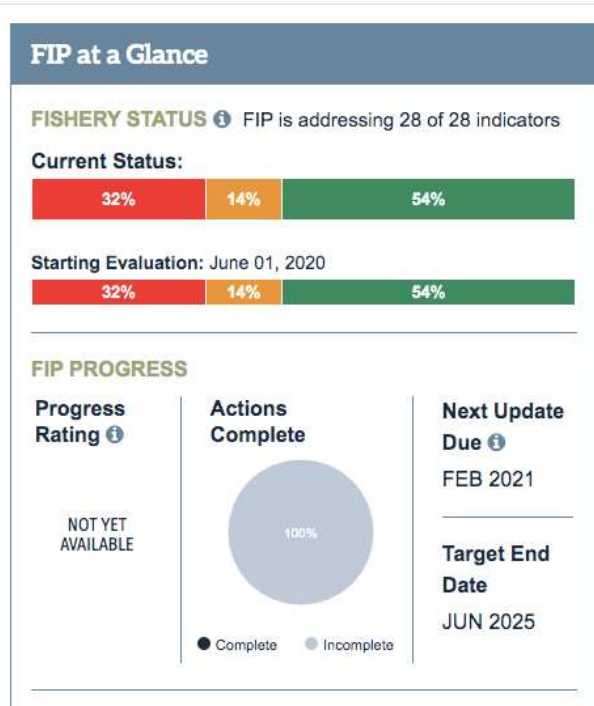 FIP at a Glance
FISHERY STATUS FIP is addressing 28 of 28 indicators
Current Status:
32% 14% 54%
Starting Evaluation: June 01, 2020
32% 14% 54%
FIP PROGRESS
Progress
Rating
NOT YET
AVAILABLE
Actions
Complete
100%
Complete Incomplete
Next Update
Due
FEB 2021
Target End
Date
JUN 2025